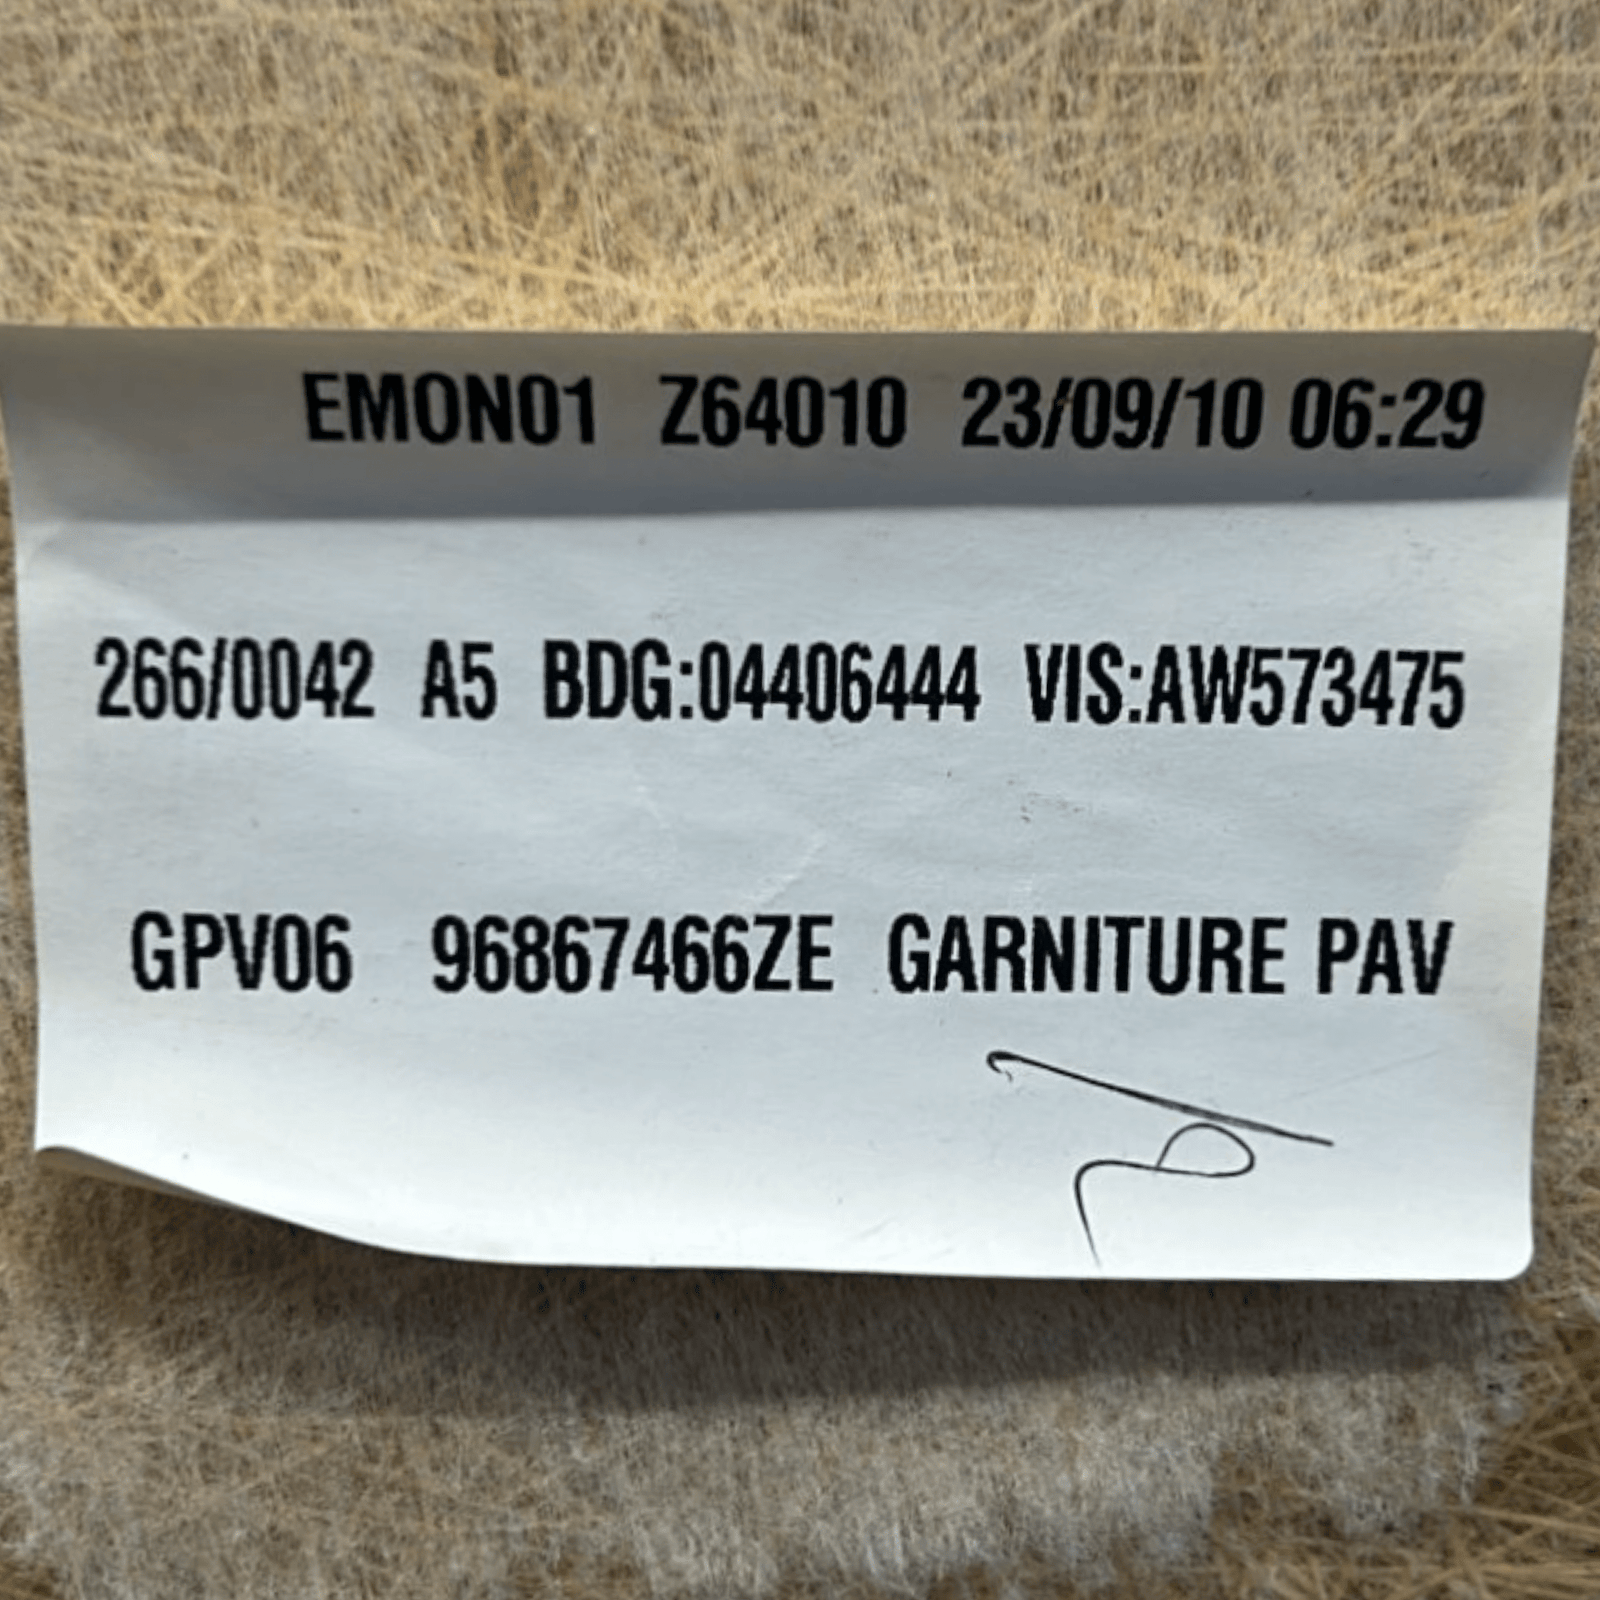 EMON01 Z64010 23/09/10 06:29
266/0042 A5 BDG:04406444 VIS:AW573475
GPV06 96867466ZE GARNITURE PAV